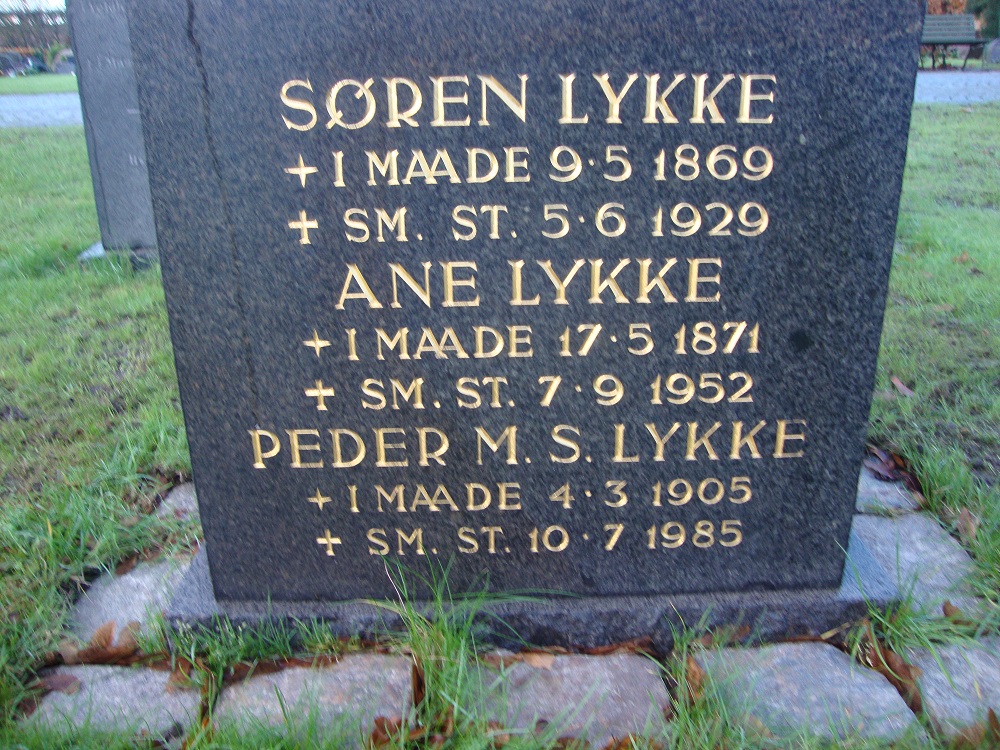 SØREN LYKKE
+ I MAADE 9·5 1869
+ SM. ST. 5·6 1929
ANE LYKKE
+ I MAADE 17·5 1871
+ SM. ST. 7·9 1952
PEDER M. S. LYKKE
+ I MAADE 4·3 1905
+ SM. ST. 10·7 1985